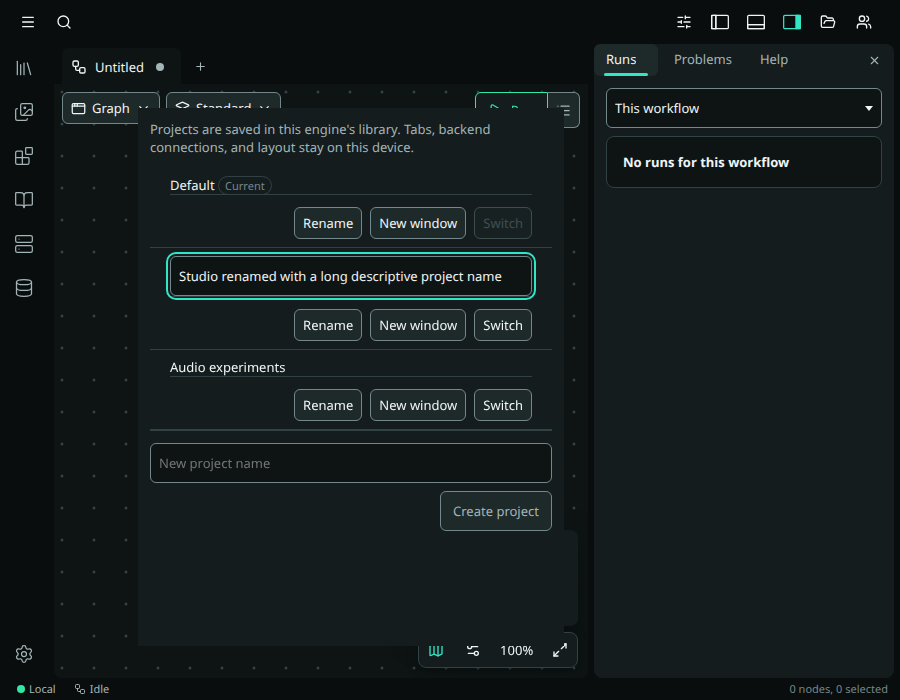 Untitled
Graph
Standard
Projects are saved in this engine's library. Tabs, backend
connections, and layout stay on this device.
Default
Current
Rename
New window
Switch
Studio renamed with a long descriptive project name
Rename
New window
Switch
Audio experiments
Rename
New window
Switch
New project name
Create project
100%
Runs
Problems
Help
This workflow
No runs for this workflow
Local
Idle
0 nodes, 0 selected